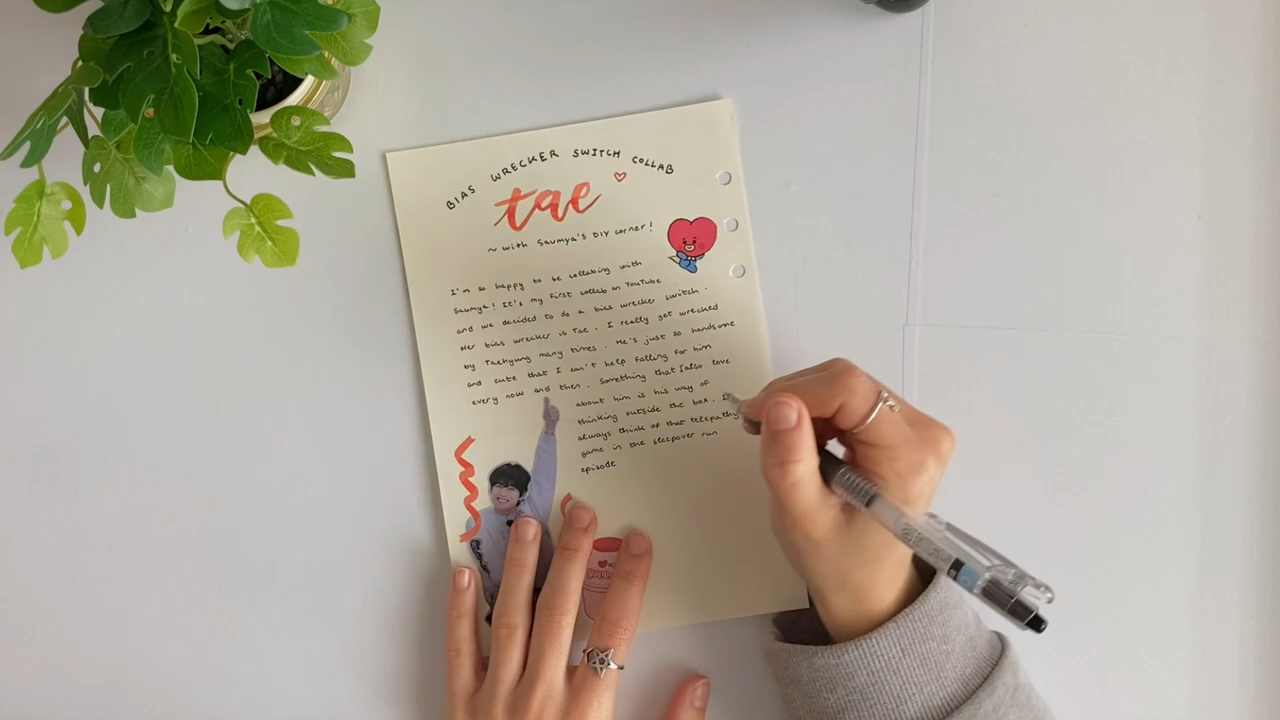 BIAS WRECKER SWITCH COLLAB
tae
~ with Saumya's DIY corner!
I'm so happy to be collabing with
Saumya! It's my first collab on YouTube
and we decided to do a bias wrecker switch.
Her bias wrecker is Tae. I really get wrecked
by Taehyung many times. He's just so handsome
and cute that I can't help falling for him
every now and then. Something that I also love
about him is his way of
thinking outside the box. I
always think of that telepathy
game in the sleepover run
episode